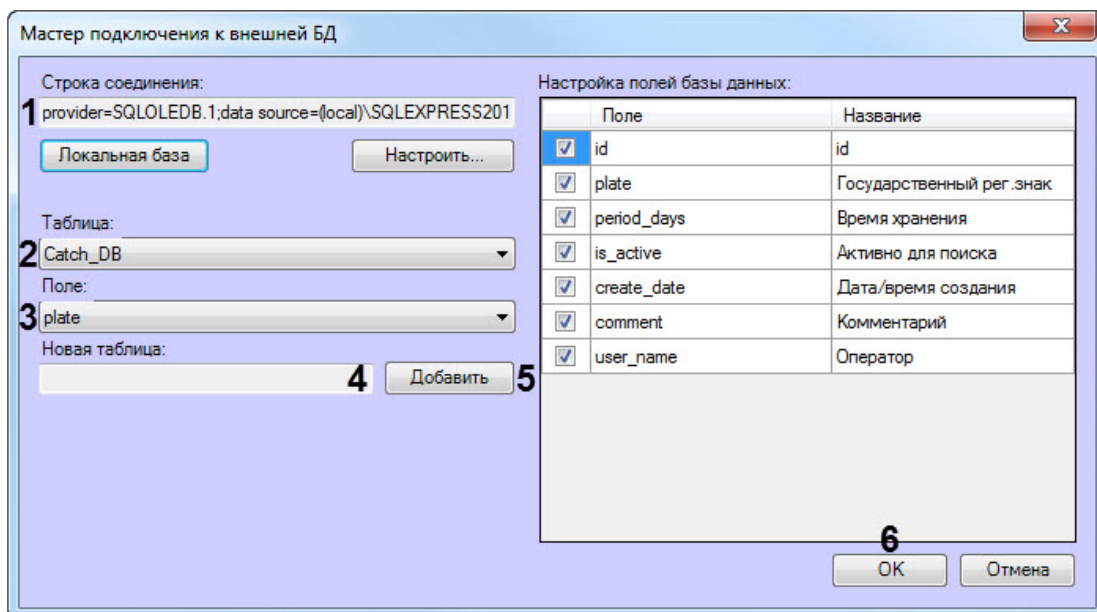 Мастер подключения к внешней БД
Строка соединения:
1 provider=SQLOLEDB.1;data source=(local)\SQLEXPRESS201
Локальная база Настроить...
Таблица:
2 Catch_DB
Поле:
3 plate
Новая таблица:
4 Добавить 5
Настройка полей базы данных:
Поле Название
id id
plate Государственный рег.знак
period_days Время хранения
is_active Активно для поиска
create_date Дата/время создания
comment Комментарий
user_name Оператор
6
OK Отмена